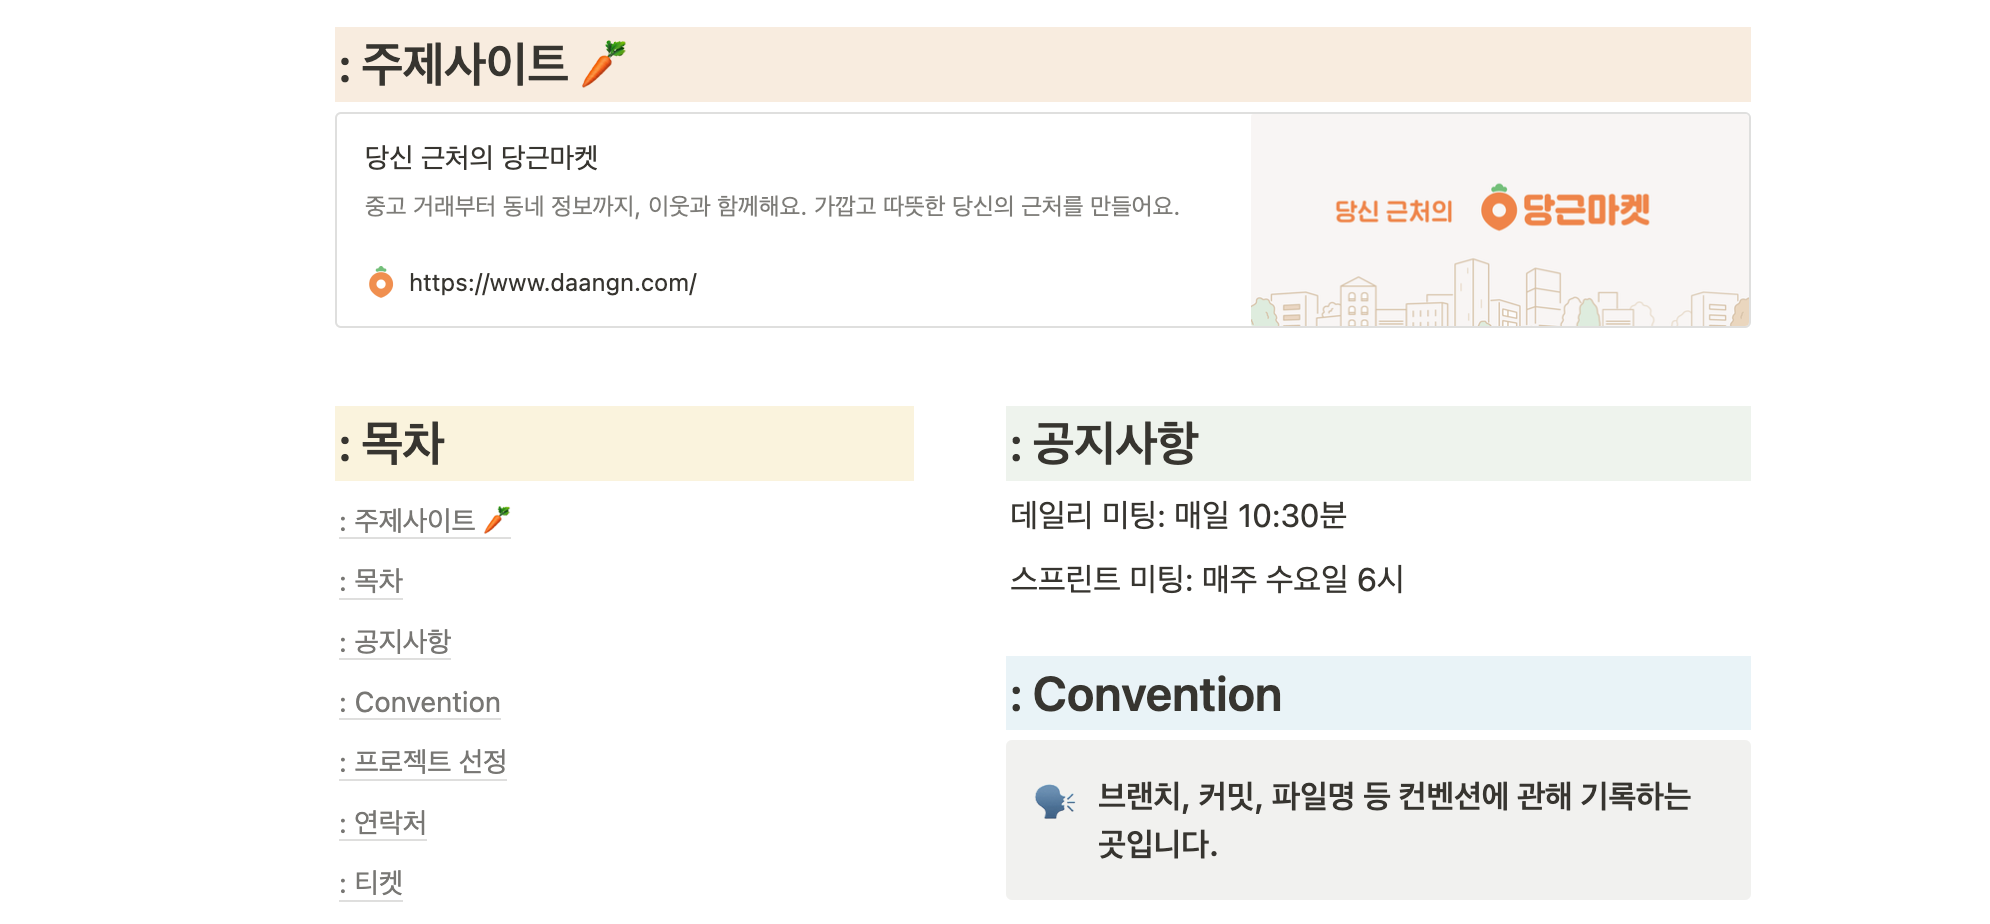 : 주제사이트 🥕
당신 근처의 당근마켓
중고 거래부터 동네 정보까지, 이웃과 함께해요. 가깝고 따뜻한 당신의 근처를 만들어요.
https://www.daangn.com/
당신 근처의 당근마켓
: 목차
: 주제사이트 🥕
: 목차
: 공지사항
: Convention
: 프로젝트 선정
: 연락처
: 티켓
: 공지사항
데일리 미팅: 매일 10:30분
스프린트 미팅: 매주 수요일 6시
: Convention
🗣️ 브랜치, 커밋, 파일명 등 컨벤션에 관해 기록하는
곳입니다.